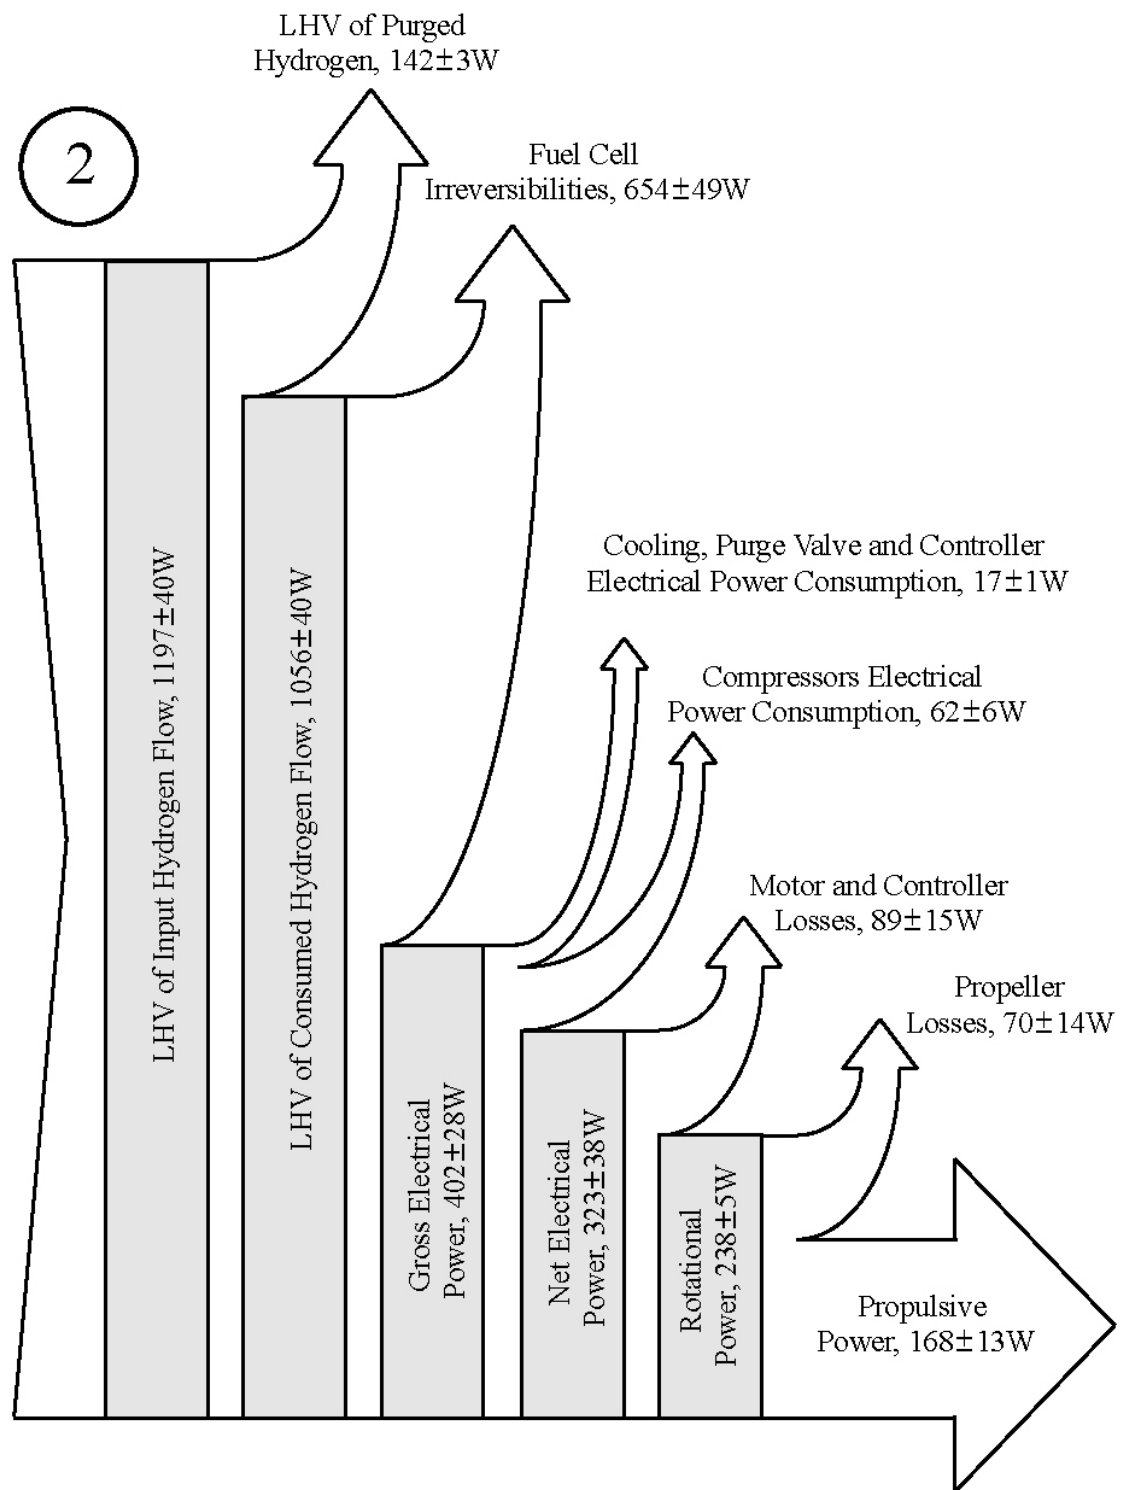 LHV of Purged
Hydrogen, 142±3W
2
Fuel Cell
Irreversibilities, 654±49W
Cooling, Purge Valve and Controller
Electrical Power Consumption, 17±1W
Compressors Electrical
Power Consumption, 62±6W
Motor and Controller
Losses, 89±15W
Propeller
Losses, 70±14W
LHV of Input Hydrogen Flow, 1197±40W
LHV of Consumed Hydrogen Flow, 1056±40W
Gross Electrical
Power, 402±28W
Net Electrical
Power, 323±38W
Rotational
Power, 238±5W
Propulsive
Power, 168±13W